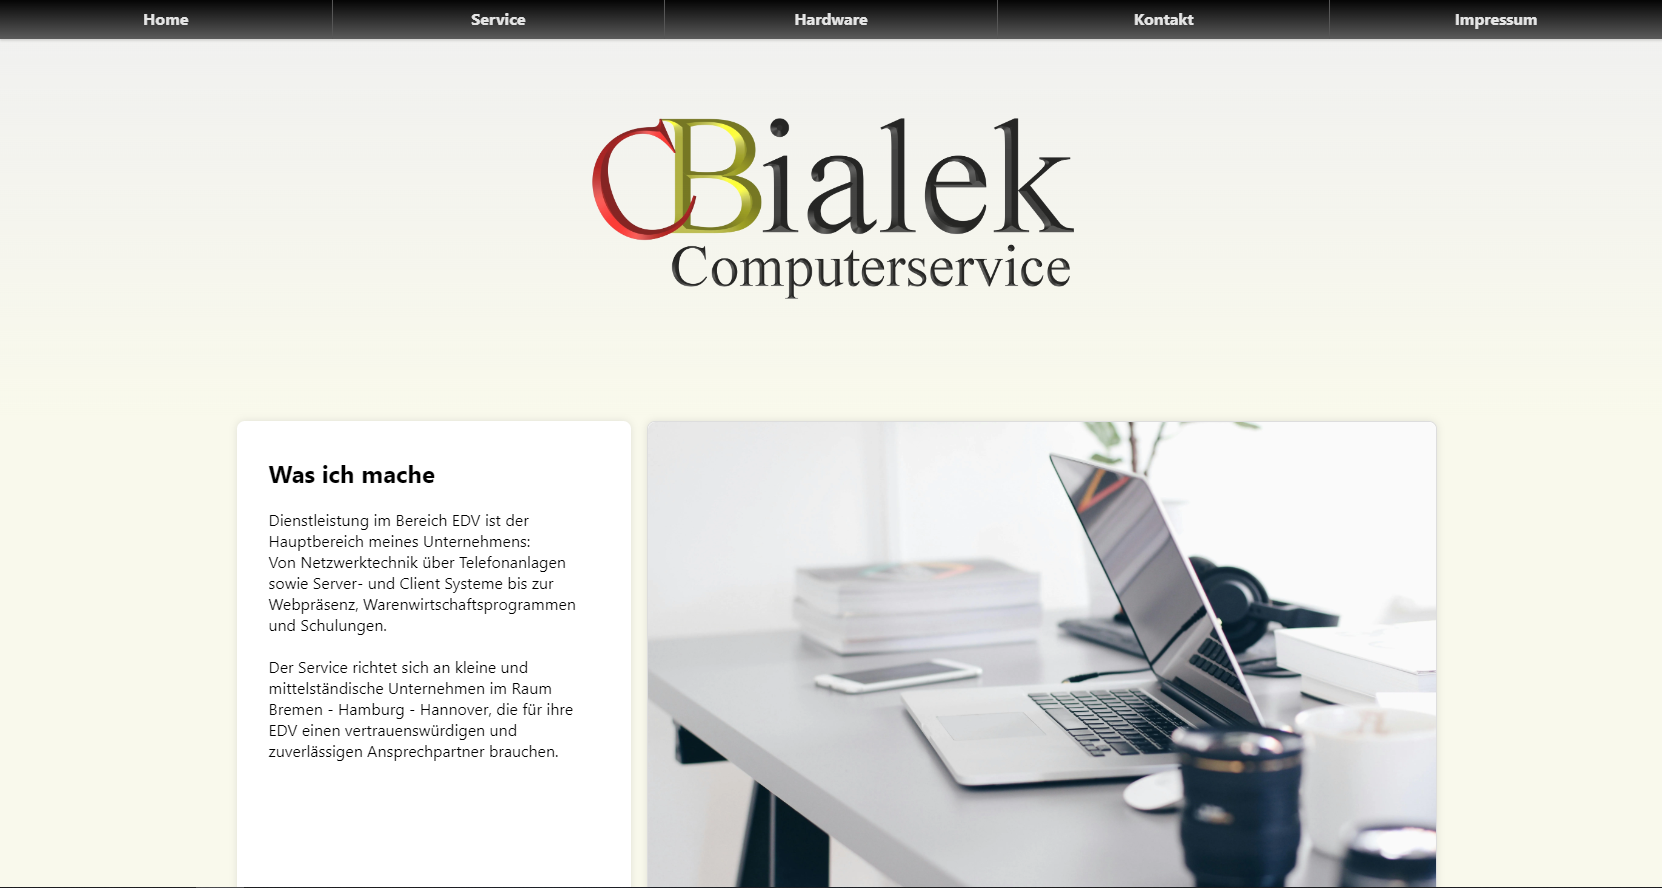 Home
Service
Hardware
Kontakt
Impressum
CBialek
Computerservice
Was ich mache
Dienstleistung im Bereich EDV ist der
Hauptbereich meines Unternehmens:
Von Netzwerktechnik über Telefonanlagen
sowie Server- und Client Systeme bis zur
Webpräsenz, Warenwirtschaftsprogrammen
und Schulungen.
Der Service richtet sich an kleine und
mittelständische Unternehmen im Raum
Bremen - Hamburg - Hannover, die für ihre
EDV einen vertrauenswürdigen und
zuverlässigen Ansprechpartner brauchen.